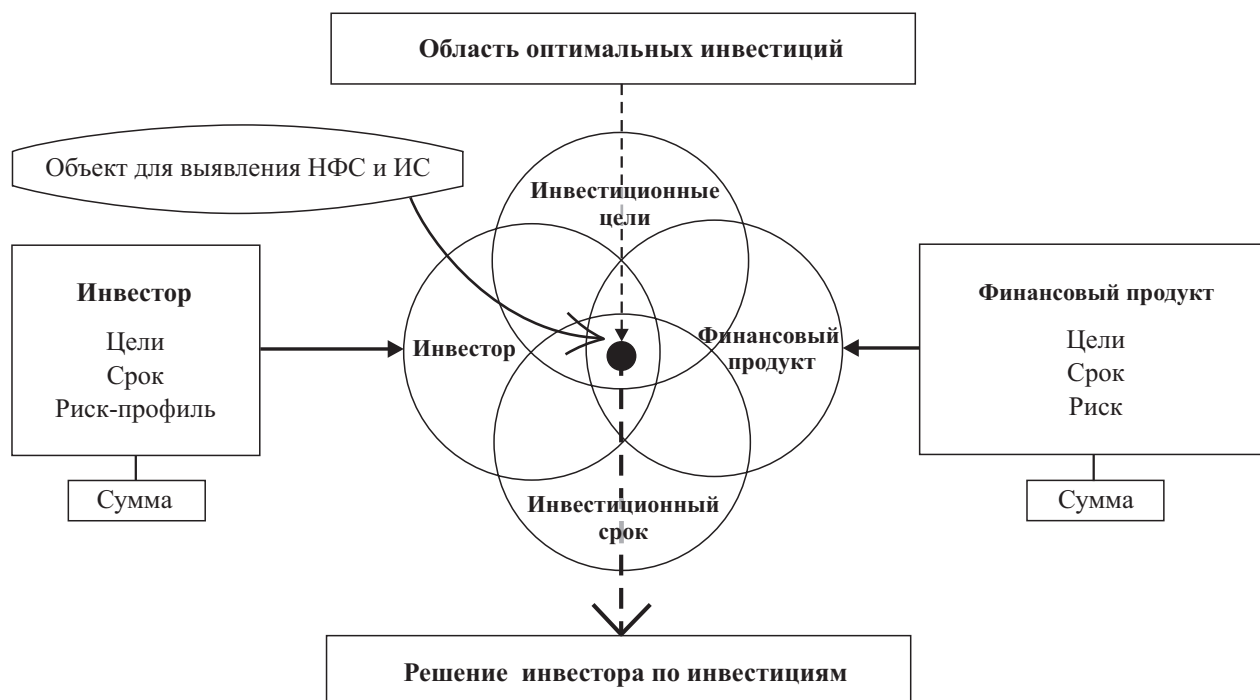 Область оптимальных инвестиций
Объект для выявления НФС и ИС
Инвестиционные
цели
Инвестор
Цели
Срок
Риск-профиль
Сумма
Инвестор
Финансовый
продукт
Финансовый продукт
Цели
Срок
Риск
Сумма
Инвестиционный
срок
Решение инвестора по инвестициям